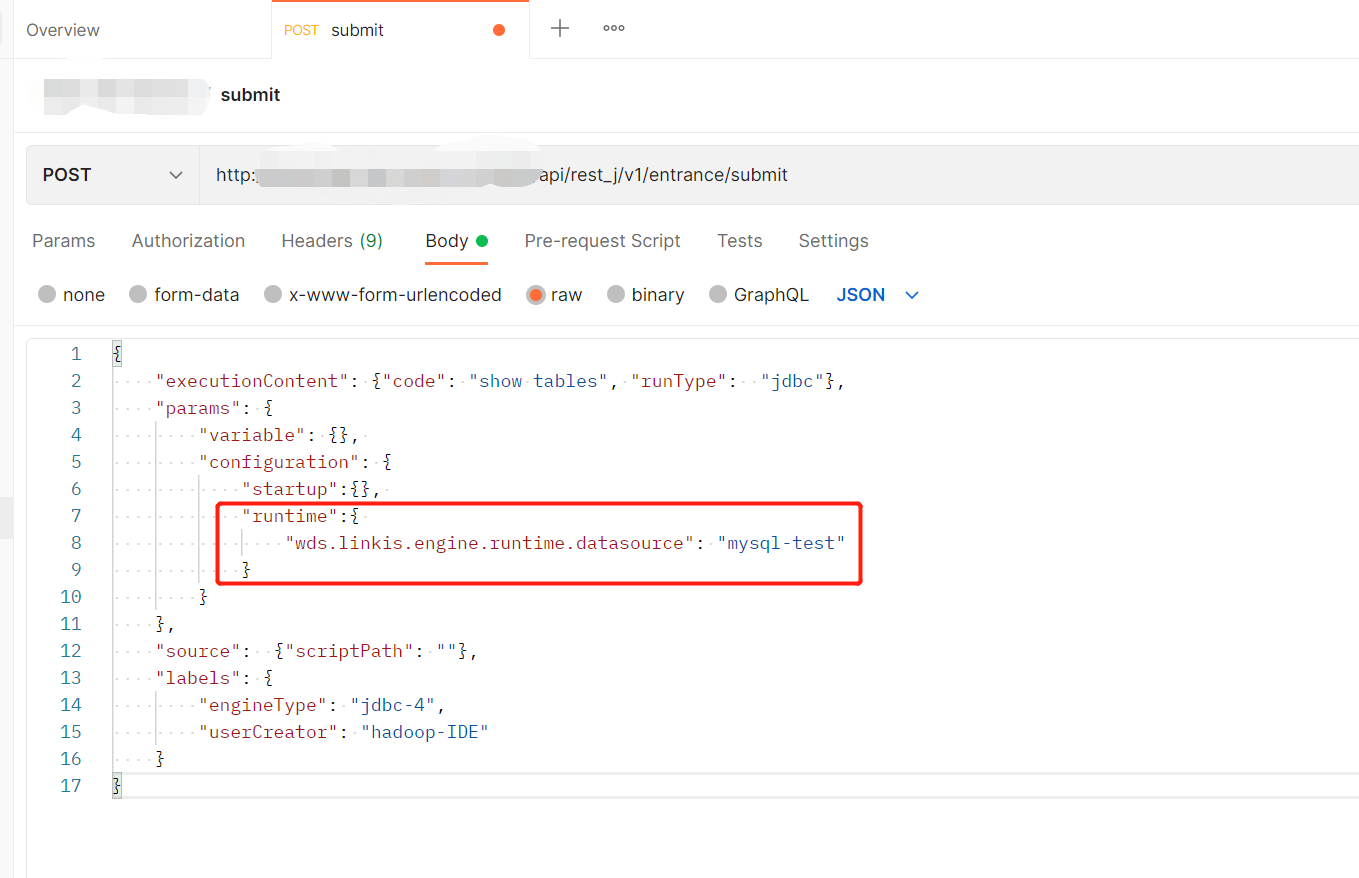 Overview POST submit
submit
POST http: api/rest_j/v1/entrance/submit
Params Authorization Headers (9) Body Pre-request Script Tests Settings
none form-data x-www-form-urlencoded raw binary GraphQL JSON
1 {
2 "executionContent": {"code": "show tables", "runType": "jdbc"},
3 "params": {
4 "variable": {},
5 "configuration": {
6 "startup":{},
7 "runtime":{
8 "wds.linkis.engine.runtime.datasource": "mysql-test"
9 }
10 }
11 },
12 "source": {"scriptPath": ""},
13 "labels": {
14 "engineType": "jdbc-4",
15 "userCreator": "hadoop-IDE"
16 }
17 }